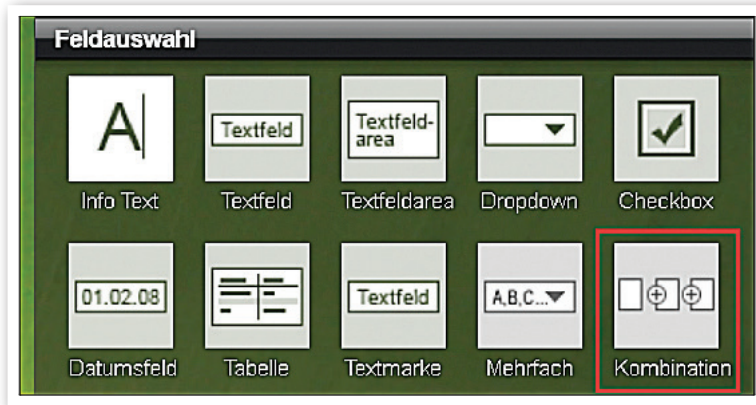 Feldauswahl
A
Textfeld
Textfeld-
area
Info Text
Textfeld
Textfeldarea
Dropdown
Checkbox
01.02.08
Textfeld
A,B,C...
Datumsfeld
Tabelle
Textmarke
Mehrfach
Kombination